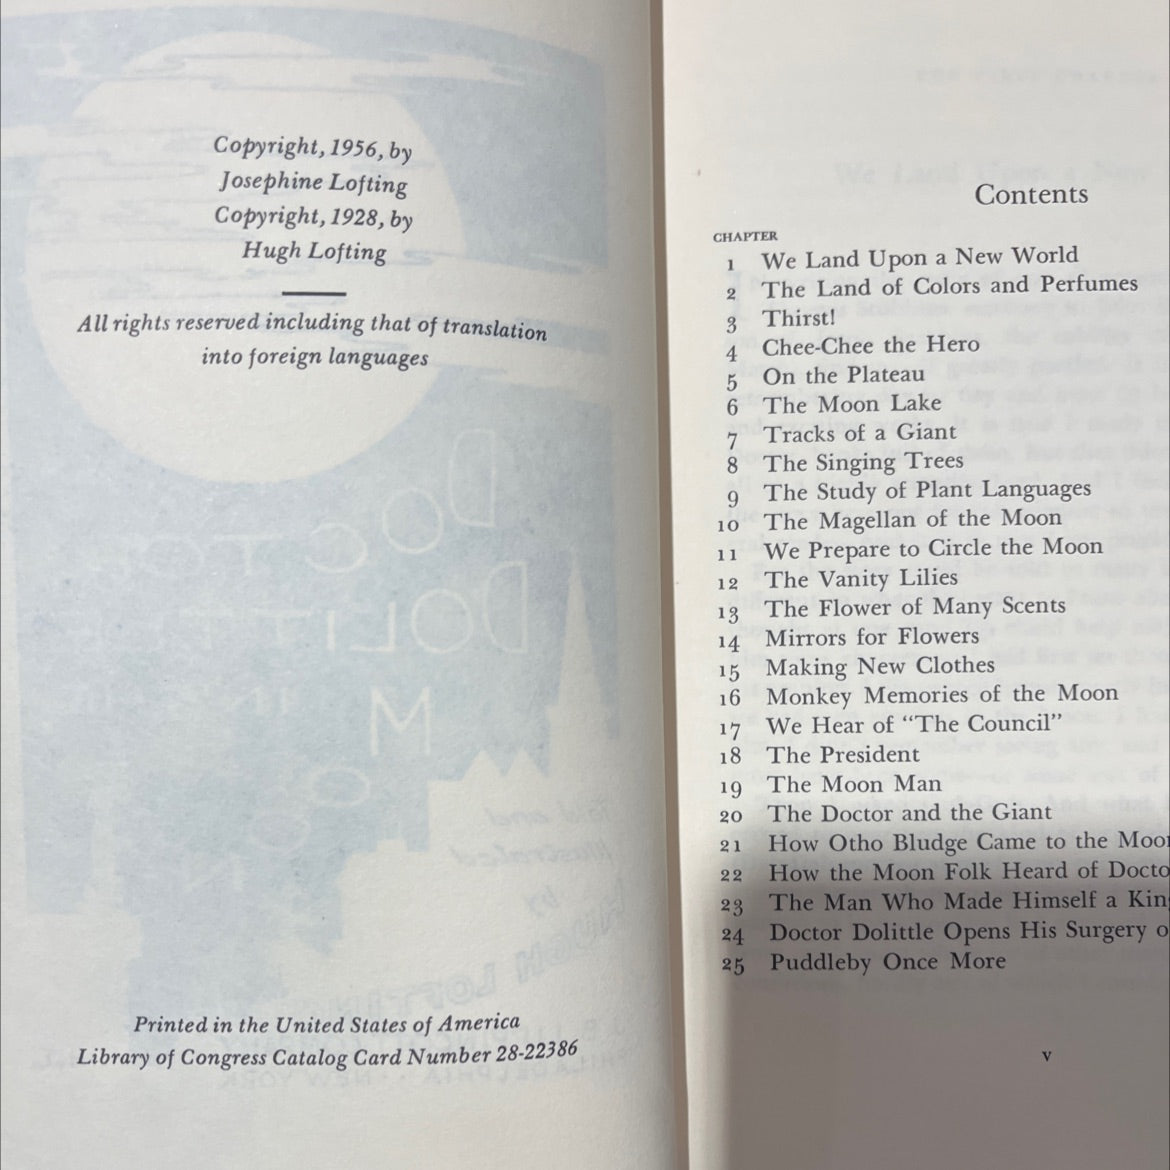 Copyright, 1956, by
Josephine Lofting
Copyright, 1928, by
Hugh Lofting
All rights reserved including that of translation
into foreign languages
Printed in the United States of America
Library of Congress Catalog Card Number 28-22386
Contents
CHAPTER
1 We Land Upon a New World
2 The Land of Colors and Perfumes
3 Thirst!
4 Chee-Chee the Hero
5 On the Plateau
6 The Moon Lake
7 Tracks of a Giant
8 The Singing Trees
9 The Study of Plant Languages
10 The Magellan of the Moon
11 We Prepare to Circle the Moon
12 The Vanity Lilies
13 The Flower of Many Scents
14 Mirrors for Flowers
15 Making New Clothes
16 Monkey Memories of the Moon
17 We Hear of "The Council"
18 The President
19 The Moon Man
20 The Doctor and the Giant
21 How Otho Bludge Came to the Moo
22 How the Moon Folk Heard of Docto
23 The Man Who Made Himself a Kin
24 Doctor Dolittle Opens His Surgery o
25 Puddleby Once More
v